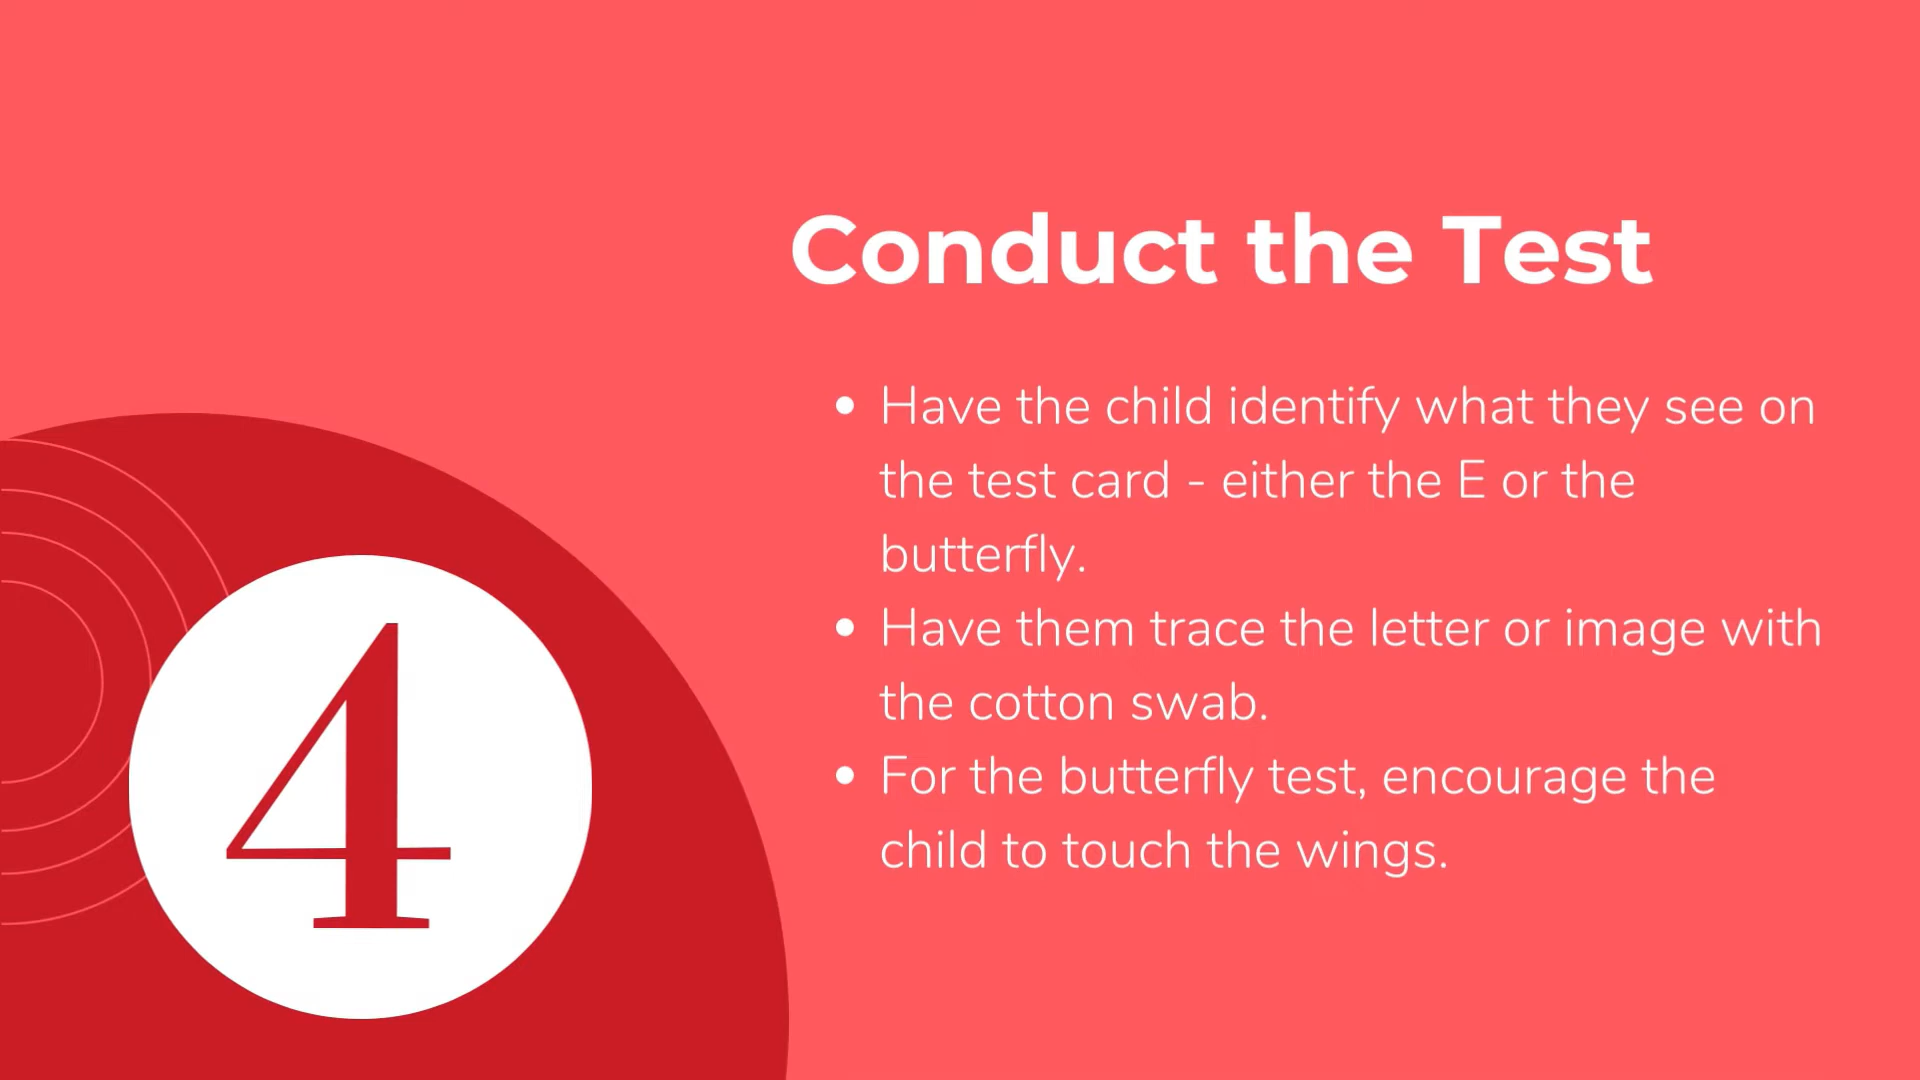 Conduct the Test
• Have the child identify what they see on
the test card - either the E or the
butterfly.
• Have them trace the letter or image with
the cotton swab.
• For the butterfly test, encourage the
child to touch the wings.
4